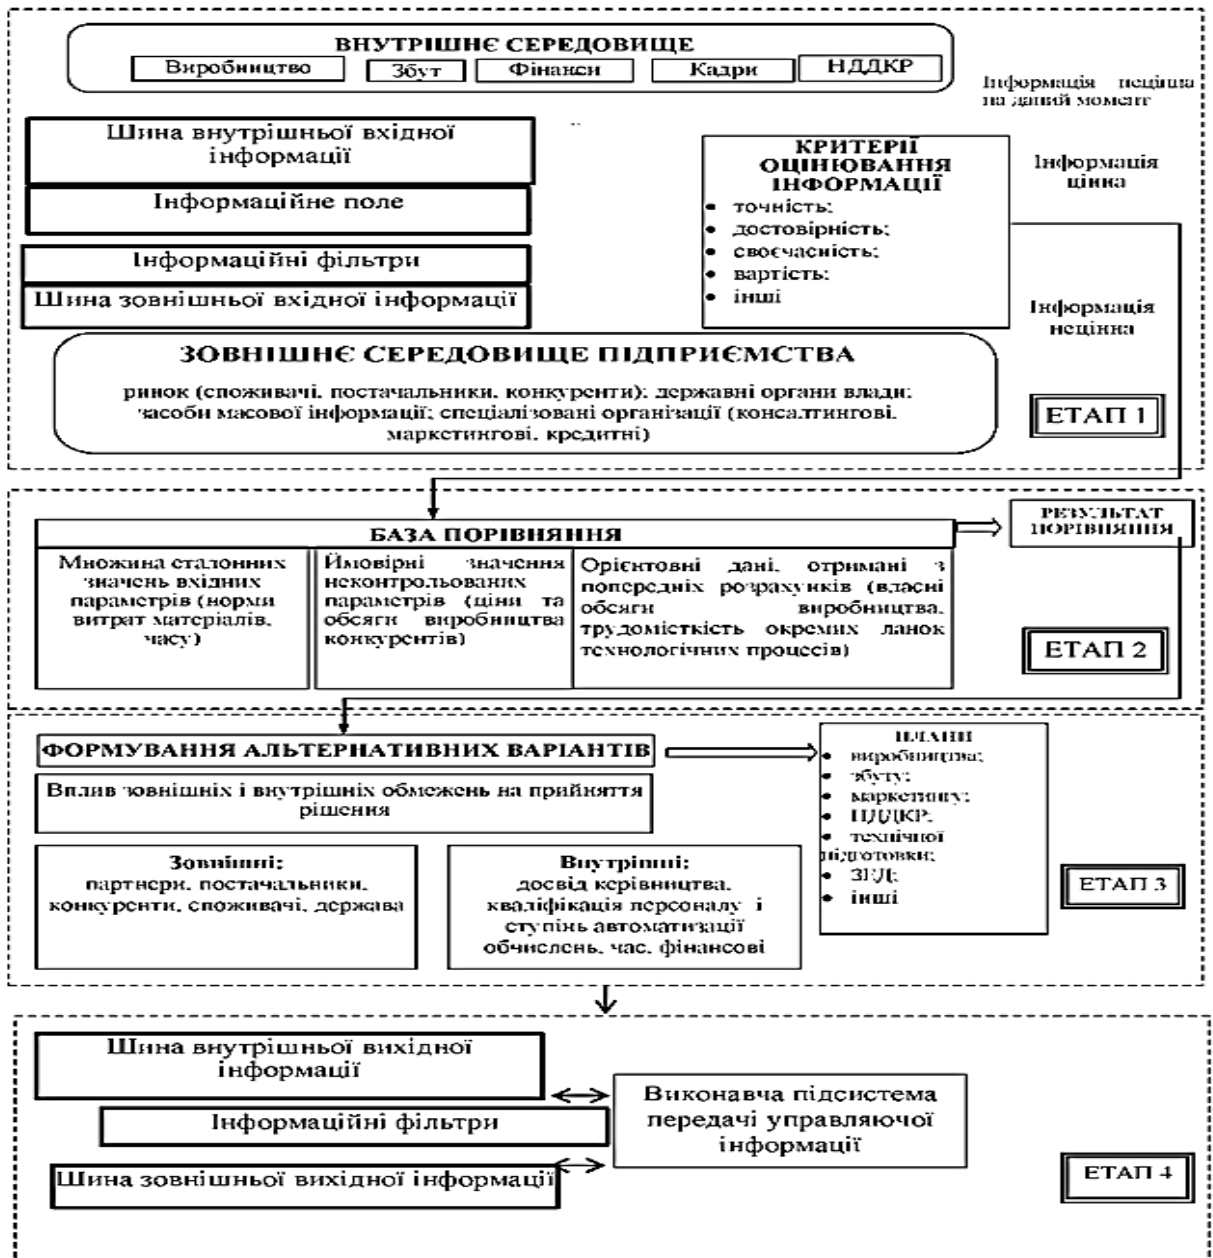 ВНУТРІШНЄ СЕРЕДОВИЩЕ
Виробництво
Збут
Фінанси
Кадри
НДДКР
Інформація нецінна
на даний момент
Шина внутрішньої вхідної
інформації
Інформаційне поле
Інформаційні фільтри
Шина зовнішньої вхідної інформації
КРИТЕРІЇ
ОЦІНЮВАННЯ
ІНФОРМАЦІЇ
• точність;
• достовірність;
• своєчасність;
• вартість;
• інші
Інформація
цінна
Інформація
нецінна
ЗОВНІШНЄ СЕРЕДОВИЩЕ ПІДПРИЄМСТВА
ринок (споживачі, постачальники, конкуренти); державні органи влади;
засоби масової інформації; спеціалізовані організації (консалтингові,
маркетингові, кредитні)
ЕТАП 1
БАЗА ПОРІВНЯННЯ
РЕЗУЛЬТАТ
ПОРІВНЯННЯ
Множина еталонних
значень вхідних
параметрів (норми
витрат матеріалів,
часу)
Ймовірні значення
неконтрольованих
параметрів (ціни та
обсяги виробництва
конкурентів)
Орієнтовні дані, отримані з
попередніх розрахунків (власні
обсяги виробництва,
трудомісткість окремих ланок
технологічних процесів)
ЕТАП 2
ФОРМУВАННЯ АЛЬТЕРНАТИВНИХ ВАРІАНТІВ
Вплив зовнішніх і внутрішніх обмежень на прийняття
рішення
Зовнішні:
партнери, постачальники,
конкуренти, споживачі, держава
Внутрішні:
досвід керівництва,
кваліфікація персоналу і
ступінь автоматизації
обчислень, час, фінансові
ПЛАНИ
• виробництва;
• збуту;
• маркетингу;
• НДДКР;
• технічної
підготовки;
• ЗЕД;
• інші
ЕТАП 3
Шина внутрішньої вихідної
інформації
Інформаційні фільтри
Шина зовнішньої вихідної інформації
Виконавча підсистема
передачі управляючої
інформації
ЕТАП 4